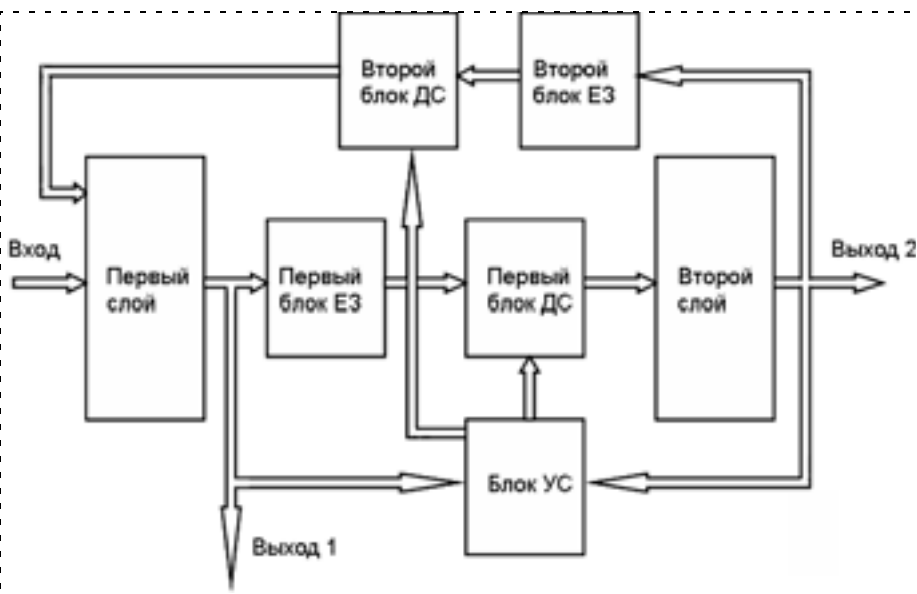 Второй
блок ДС
Второй
блок ЕЗ
Вход
Первый
слой
Первый
блок ЕЗ
Первый
блок ДС
Второй
слой
Выход 2
Блок УС
Выход 1